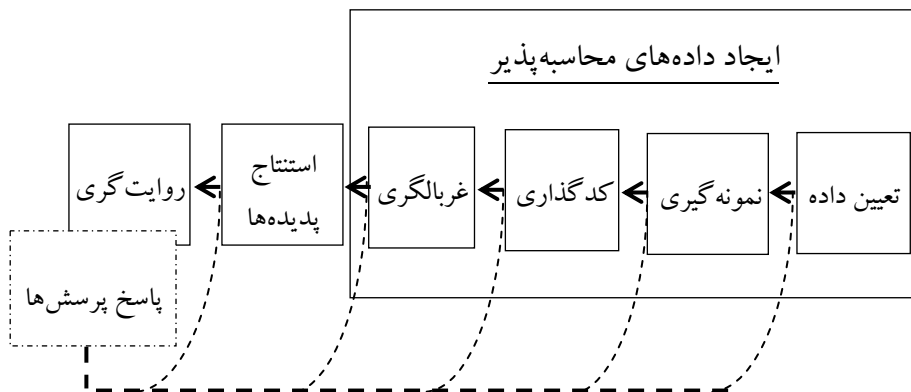 ایجاد داده‌های محاسبه‌پذیر
تعیین داده
نمونه‌گیری
کدگذاری
غربالگری
استنتاج
پدیده‌ها
روایت‌گری
پاسخ پرسش‌ها